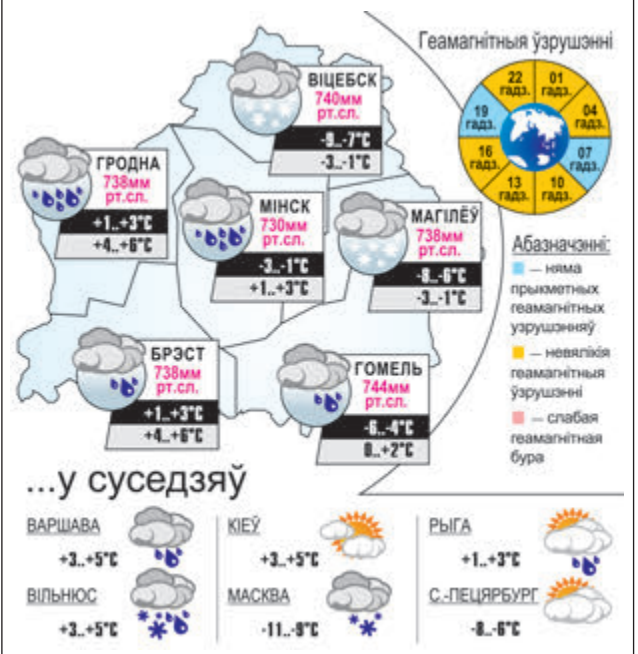 Геамагнітныя ўзрушэнні
22 гадз.
01 гадз.
04 гадз.
07 гадз.
10 гадз.
13 гадз.
16 гадз.
19 гадз.
ВІЦЕБСК
740мм
рт.сл.
-9..-7°C
-3..-1°C
ГРОДНА
738мм
рт.сл.
+1..+3°C
+4..+6°C
МІНСК
730мм
рт.сл.
-3..-1°C
+1..+3°C
МАГІЛЁЎ
738мм
рт.сл.
-8..-6°C
-3..-1°C
БРЭСТ
738мм
рт.сл.
+1..+3°C
+4..+6°C
ГОМЕЛЬ
744мм
рт.сл.
-6..-4°C
0..+2°C
Абазначэнні:
— няма
прыкметных
геамагнітных
узрушэнняў
— невялікія
геамагнітныя
ўзрушэнні
— слабая
геамагнітная
бура
...у суседзяў
ВАРШАВА
+3..+5°C
КІЕЎ
+3..+5°C
РЫГА
+1..+3°C
ВІЛЬНЮС
+3..+5°C
МАСКВА
-11..-9°C
С.-ПЕЦЯРБУРГ
-8..-6°C